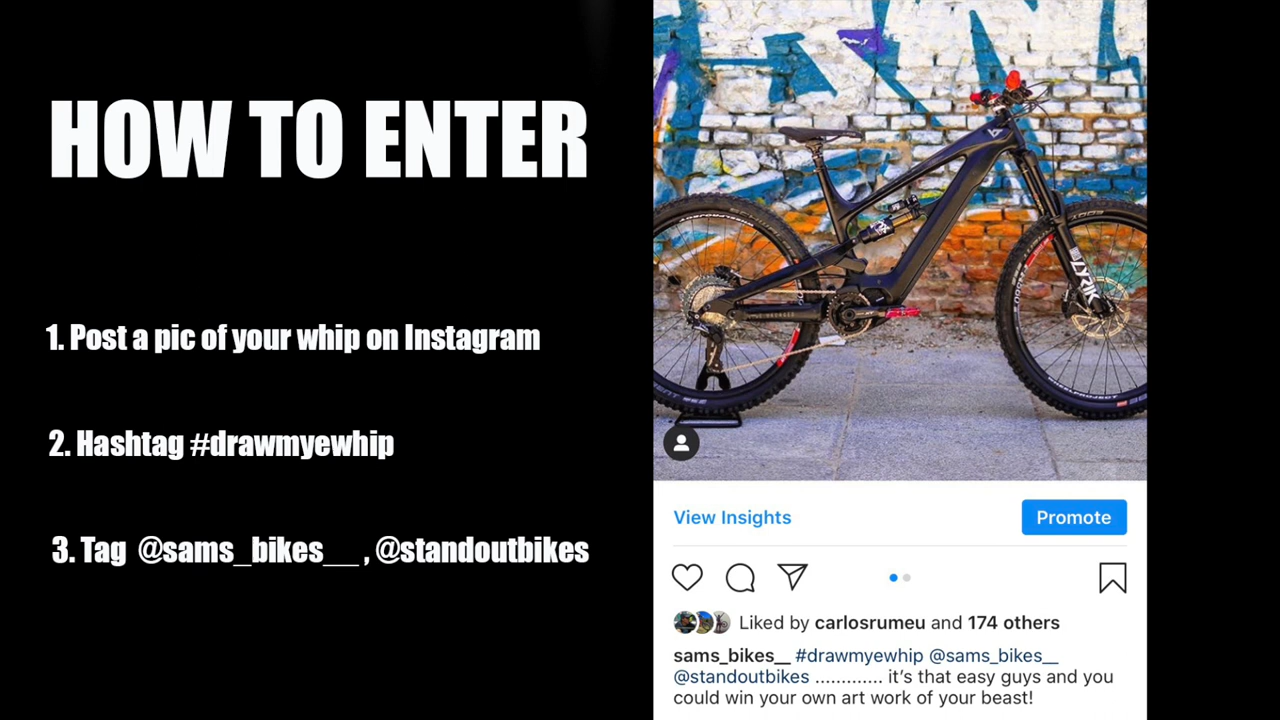 HOW TO ENTER
1. Post a pic of your whip on Instagram
2. Hashtag #drawmyewhip
3. Tag @sams_bikes__ , @standoutbikes
LYRIK
View Insights
Promote
Liked by carlosrumeu and 174 others
sams_bikes__ #drawmyewhip @sams_bikes__
@standoutbikes ............. it's that easy guys and you
could win your own art work of your beast!